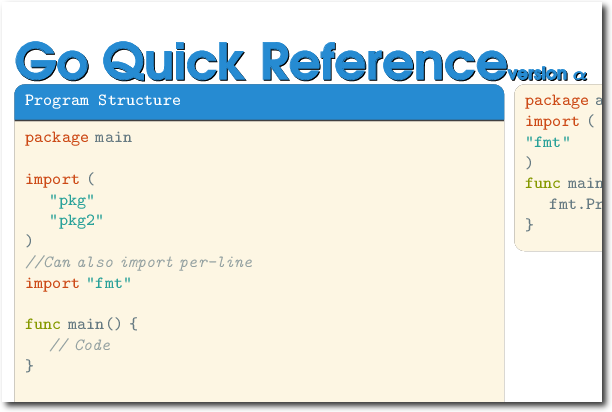 Go Quick Reference version α
Program Structure
package main
import (
"pkg"
"pkg2"
)
//Can also import per-line
import "fmt"
func main() {
// Code
}
package
import (
"fmt"
)
func main
fmt.Pr
}